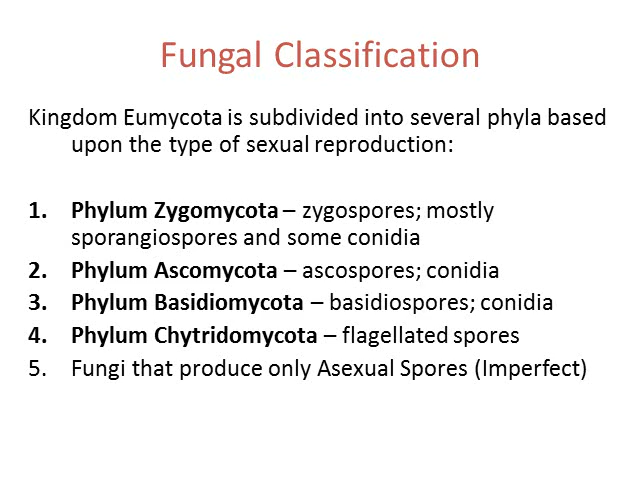 Fungal Classification
Kingdom Eumycota is subdivided into several phyla based
upon the type of sexual reproduction:
1. Phylum Zygomycota – zygospores; mostly
sporangiospores and some conidia
2. Phylum Ascomycota – ascospores; conidia
3. Phylum Basidiomycota – basidiospores; conidia
4. Phylum Chytridomycota – flagellated spores
5. Fungi that produce only Asexual Spores (Imperfect)